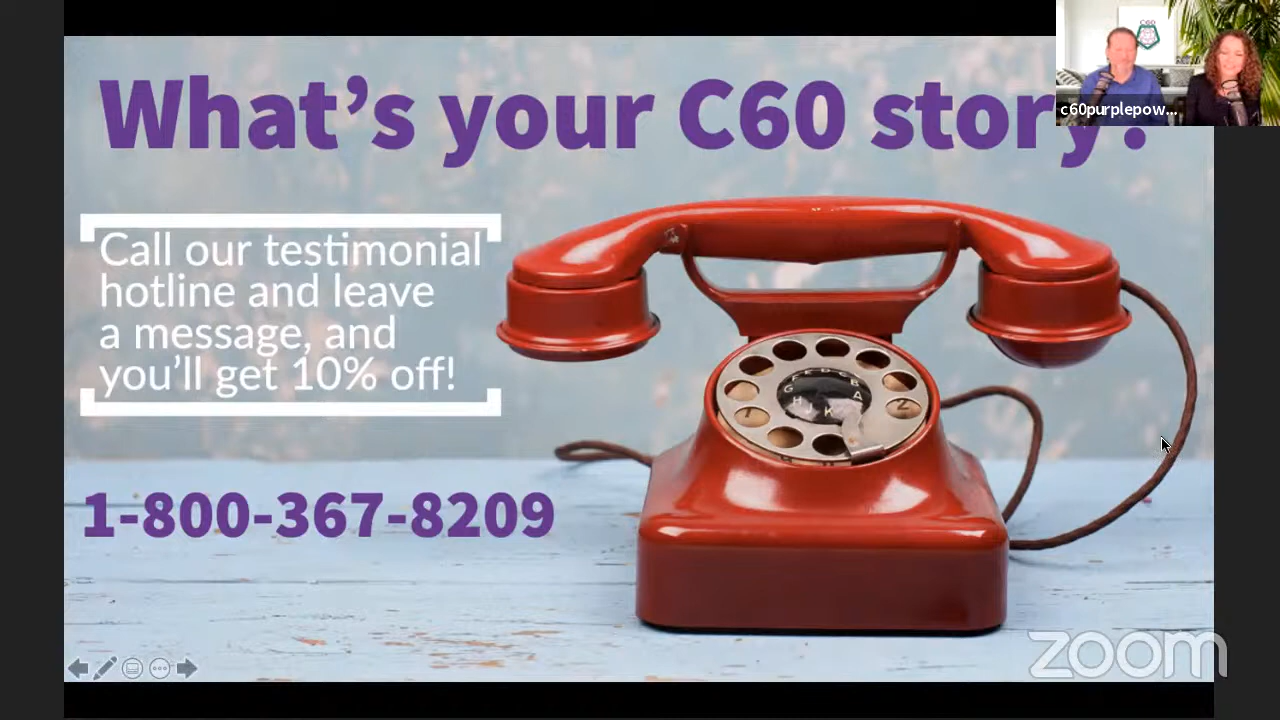 What's your C60 story?
c60purplepow...
Call our testimonial
hotline and leave
a message, and
you'll get 10% off!
1-800-367-8209
zoom